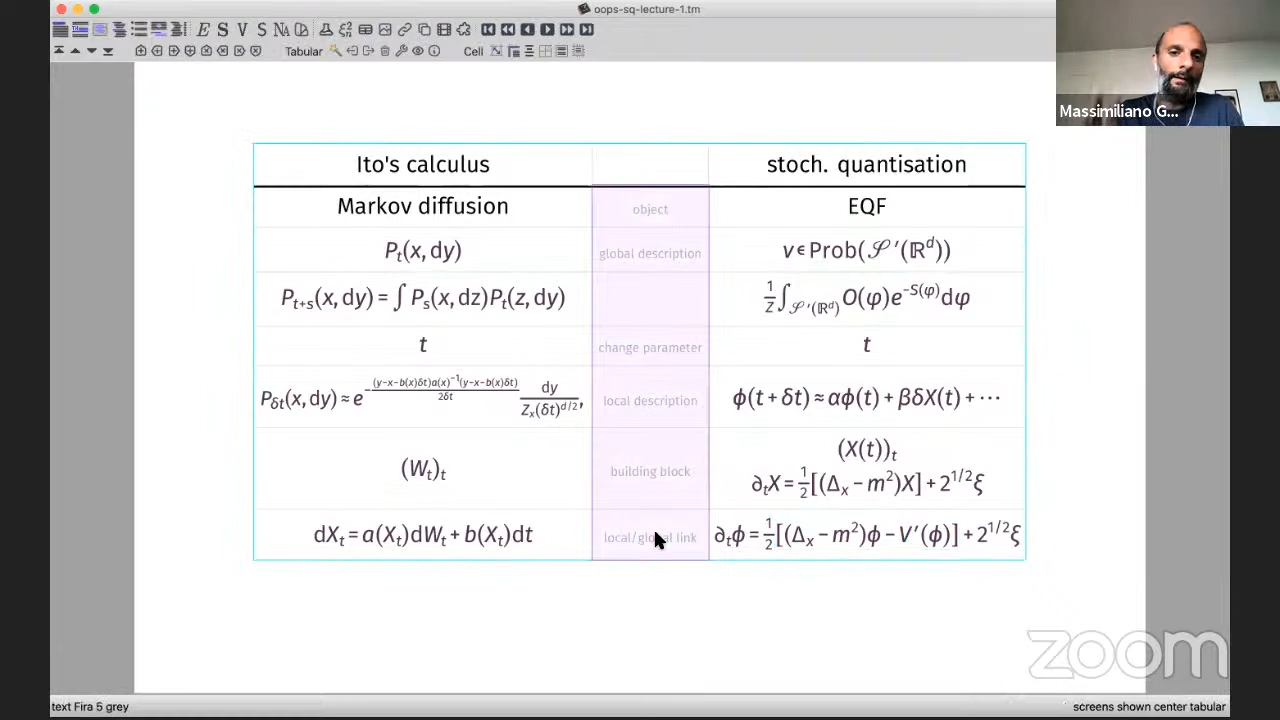 oops-sq-lecture-1.tm
Tabular
Cell
Massimiliano G...
Ito's calculus stoch. quantisation
Markov diffusion object EQF
P_t(x, dy) global description ν ∈ Prob(𝒮′(ℝ^d))
P_{t+s}(x, dy) = ∫ P_s(x, dz)P_t(z, dy) 1/Z ∫_{𝒮′(ℝ^d)} O(φ)e^{-S(φ)}dφ
t change parameter t
P_{δt}(x, dy) ≈ e^{-(y-x-b(x)δt)a(x)^{-1}(y-x-b(x)δt)/2δt} dy/Z_x(δt)^{d/2}, local description ϕ(t + δt) ≈ αϕ(t) + βδX(t) + ⋯
(W_t)_t building block (X(t))_t
∂_tX = 1/2[(Δ_x − m²)X] + 2^{1/2}ξ
dX_t = a(X_t)dW_t + b(X_t)dt local/global link ∂_tϕ = 1/2[(Δ_x − m²)ϕ − V′(ϕ)] + 2^{1/2}ξ
zoom
text Fira 5 grey screens shown center tabular